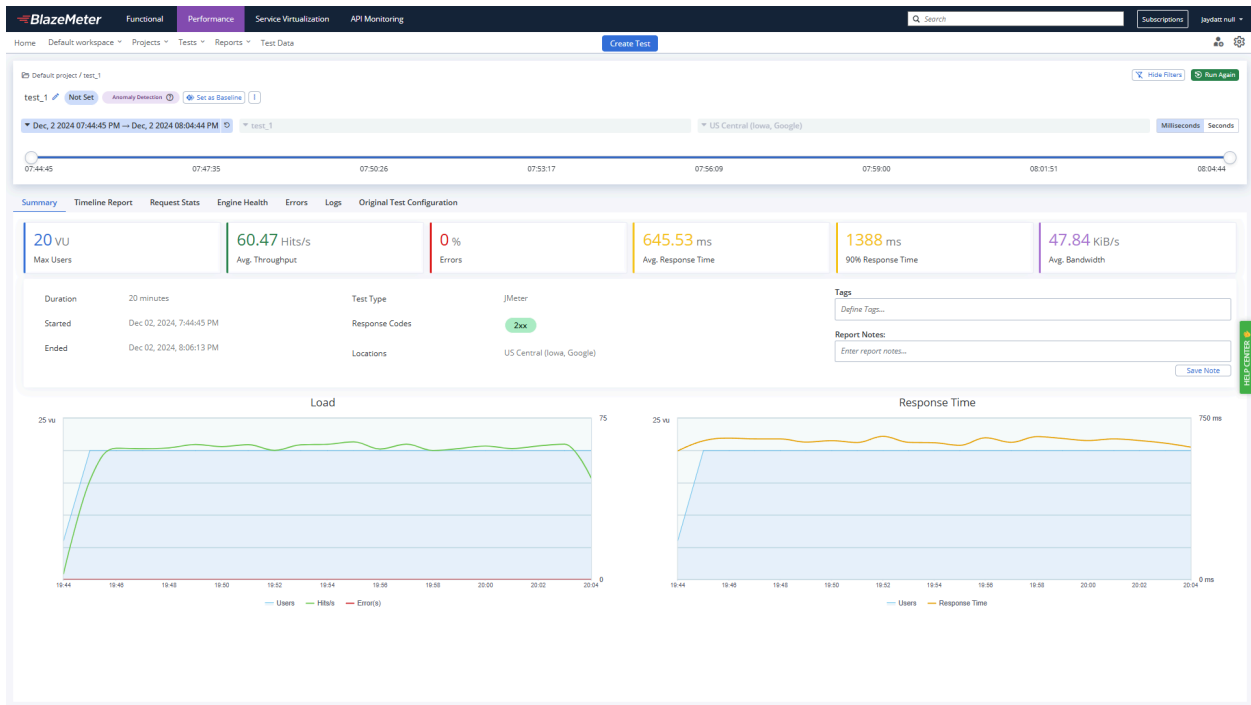 BlazeMeter Functional Performance Service Virtualization API Monitoring Search Subscriptions Jaydatt null
Home Default workspace Projects Tests Reports Test Data Create Test
Default project / test_1 Hide Filters Run Again
test_1 Not Set Anomaly Detection Set as Baseline
Dec, 2 2024 07:44:45 PM → Dec, 2 2024 08:04:44 PM test_1 US Central (Iowa, Google) Milliseconds Seconds
07:44:45 07:47:35 07:50:26 07:53:17 07:56:09 07:59:00 08:01:51 08:04:44
Summary Timeline Report Request Stats Engine Health Errors Logs Original Test Configuration
20 VU 60.47 Hits/s 0 % 645.53 ms 1388 ms 47.84 KiB/s
Max Users Avg. Throughput Errors Avg. Response Time 90% Response Time Avg. Bandwidth
Duration 20 minutes Test Type JMeter Tags
Define Tags...
Started Dec 02, 2024, 7:44:45 PM Response Codes 2xx
Report Notes:
Ended Dec 02, 2024, 8:06:13 PM Locations US Central (Iowa, Google) Enter report notes...
Save Note
HELP CENTER
Load Response Time
25 vu 75 25 vu 750 ms
0 0 ms
19:44 19:46 19:48 19:50 19:52 19:54 19:56 19:58 20:00 20:02 20:04 19:44 19:46 19:48 19:50 19:52 19:54 19:56 19:58 20:00 20:02 20:04
Users Hits/s Error(s) Users Response Time